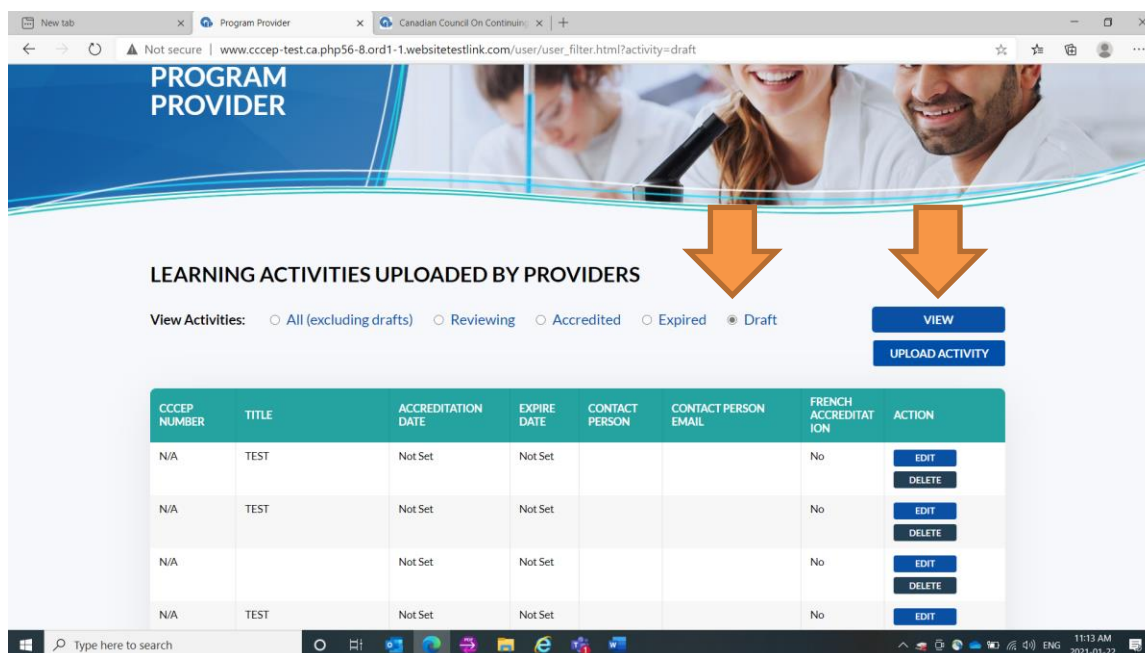 New tab
Program Provider
Canadian Council On Continuing
Not secure | www.cccep-test.ca.php56-8.ord1-1.websitetestlink.com/user/user_filter.html?activity=draft
PROGRAM
PROVIDER
LEARNING ACTIVITIES UPLOADED BY PROVIDERS
View Activities: All (excluding drafts) Reviewing Accredited Expired Draft
VIEW
UPLOAD ACTIVITY
CCCEP NUMBER TITLE ACCREDITATION DATE EXPIRE DATE CONTACT PERSON CONTACT PERSON EMAIL FRENCH ACCREDITATION ACTION
N/A TEST Not Set Not Set No EDIT
DELETE
N/A TEST Not Set Not Set No EDIT
DELETE
N/A Not Set Not Set No EDIT
DELETE
N/A TEST Not Set Not Set No EDIT
Type here to search
ENG
11:13 AM
2021-01-22